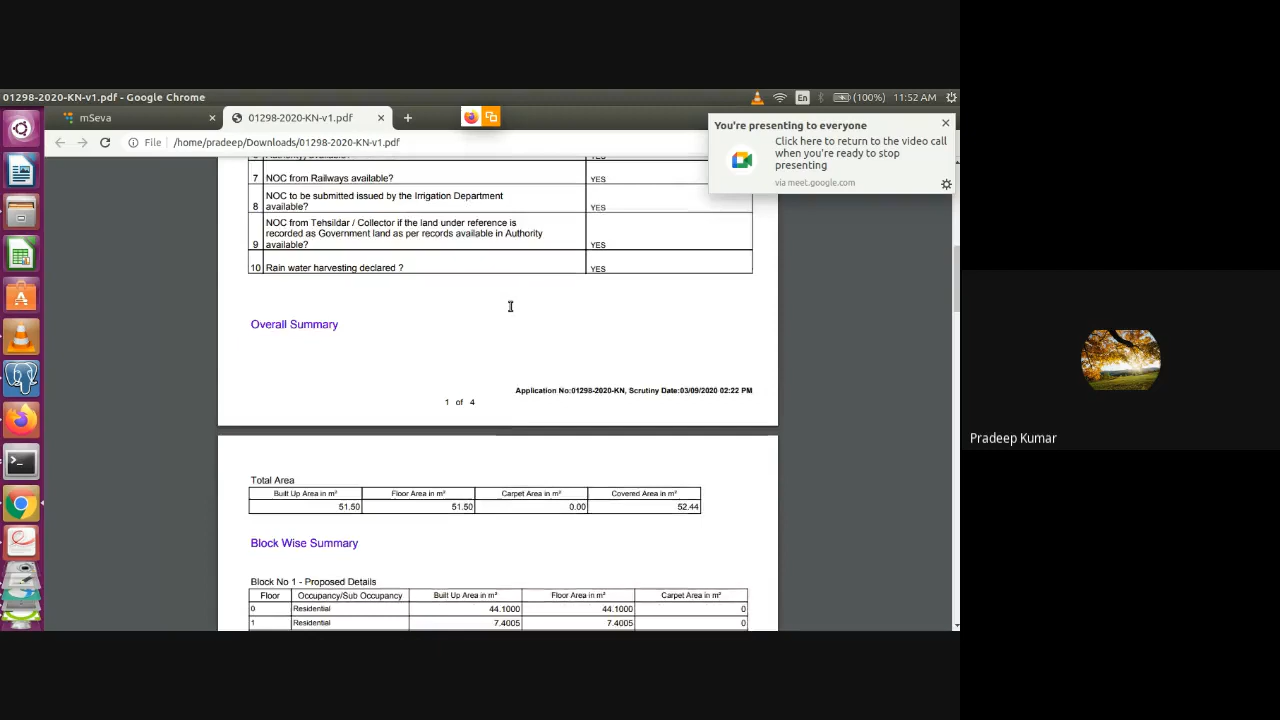 01298-2020-KN-v1.pdf - Google Chrome
En
(100%)
11:52 AM
mSeva
01298-2020-KN-v1.pdf
File
/home/pradeep/Downloads/01298-2020-KN-v1.pdf
You're presenting to everyone
Click here to return to the video call
when you're ready to stop
presenting
via meet.google.com
7 NOC from Railways available? YES
NOC to be submitted issued by the Irrigation Department
8 available? YES
NOC from Tehsildar / Collector if the land under reference is
recorded as Government land as per records available in Authority
9 available? YES
10 Rain water harvesting declared ? YES
Overall Summary
Application No:01298-2020-KN, Scrutiny Date:03/09/2020 02:22 PM
1 of 4
Total Area
Built Up Area in m² Floor Area in m² Carpet Area in m² Covered Area in m²
51.50 51.50 0.00 52.44
Block Wise Summary
Block No 1 - Proposed Details
Floor Occupancy/Sub Occupancy Built Up Area in m² Floor Area in m² Carpet Area in m²
0 Residential 44.1000 44.1000 0
1 Residential 7.4005 7.4005 0
Pradeep Kumar